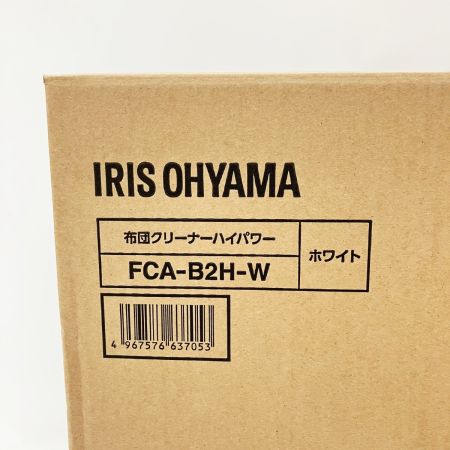 IRIS OHYAMA
布団クリーナーハイパワー
ホワイト
FCA-B2H-W
4 967576 637053